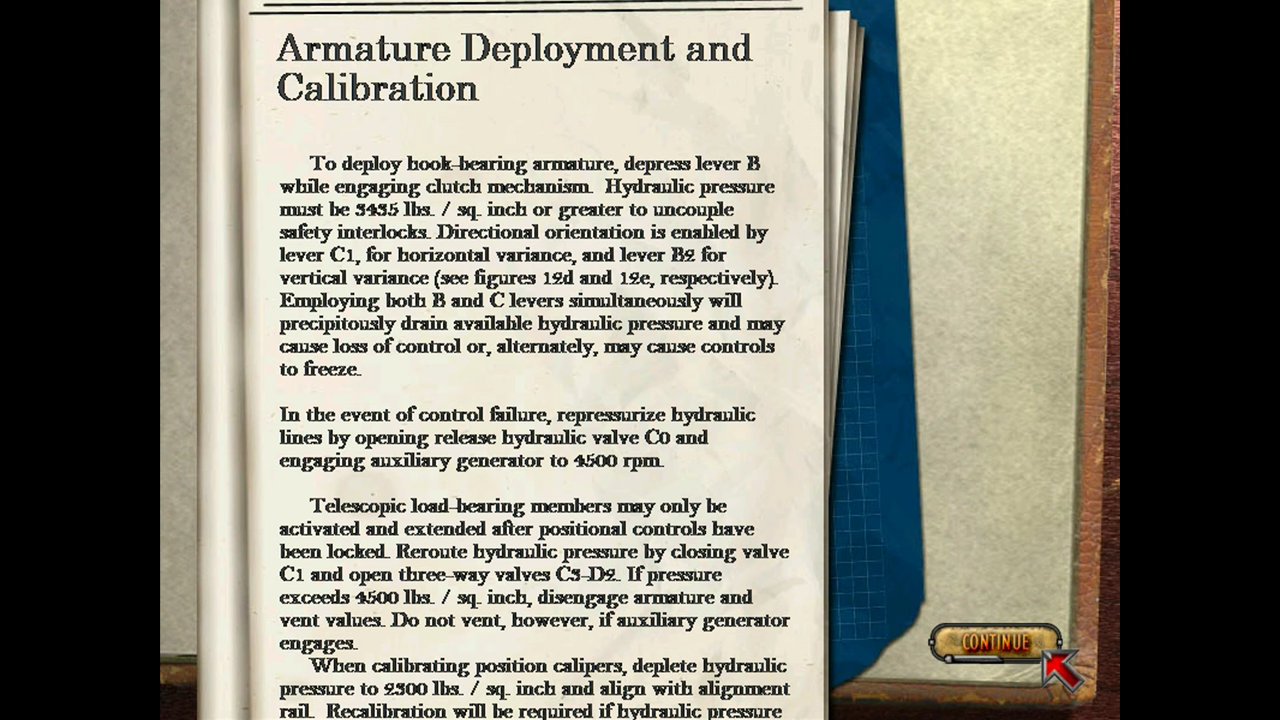 Armature Deployment and
Calibration
To deploy hook-bearing armature, depress lever B
while engaging clutch mechanism. Hydraulic pressure
must be 3435 lbs. / sq. inch or greater to uncouple
safety interlocks. Directional orientation is enabled by
lever C1, for horizontal variance, and lever B2 for
vertical variance (see figures 12d and 12e, respectively).
Employing both B and C levers simultaneously will
precipitously drain available hydraulic pressure and may
cause loss of control or, alternately, may cause controls
to freeze.
In the event of control failure, repressurize hydraulic
lines by opening release hydraulic valve C0 and
engaging auxiliary generator to 4500 rpm.
Telescopic load-bearing members may only be
activated and extended after positional controls have
been locked. Reroute hydraulic pressure by closing valve
C1 and open three-way valves C3-D2. If pressure
exceeds 4500 lbs. / sq. inch, disengage armature and
vent values. Do not vent, however, if auxiliary generator
engages.
When calibrating position calipers, deplete hydraulic
pressure to 2300 lbs. / sq. inch and align with alignment
rail. Recalibration will be required if hydraulic pressure
CONTINUE